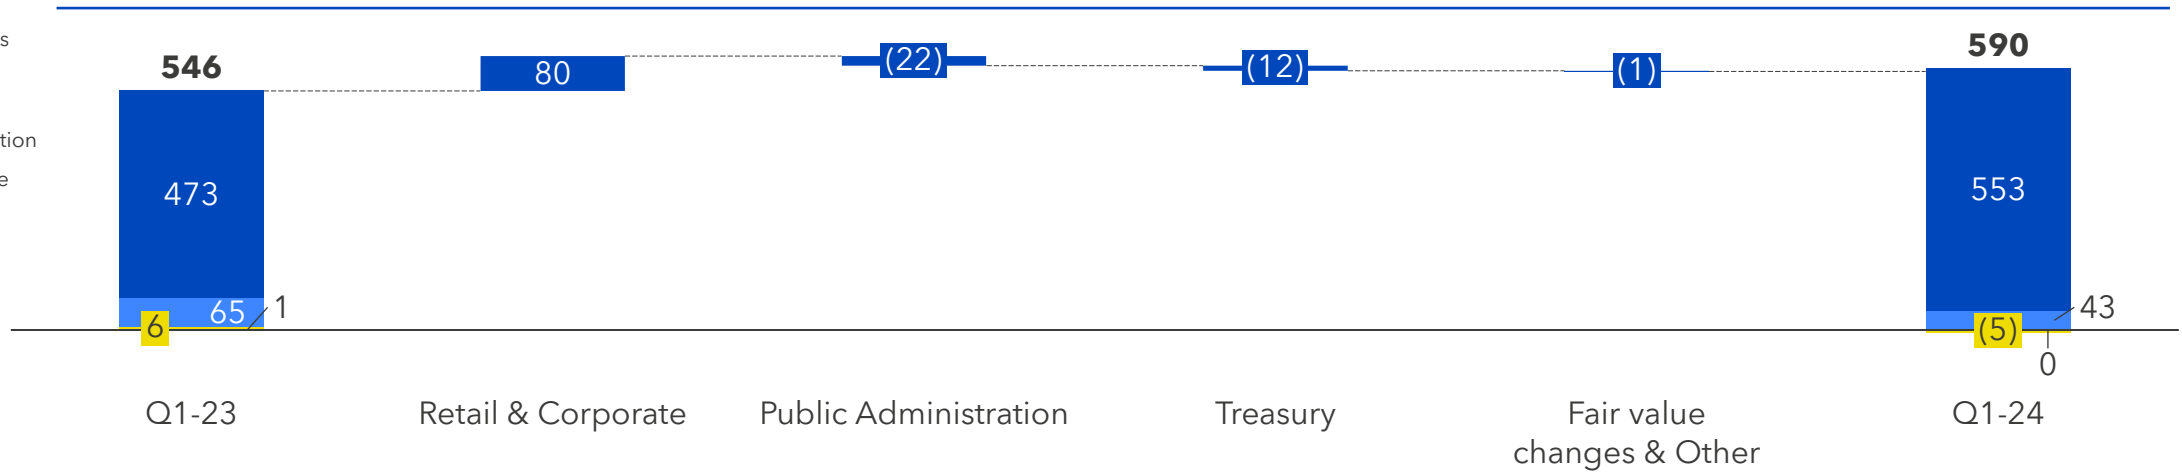 s
tion
e
546
80
(22)
(12)
(1)
590
473
553
65
1
6
43
(5)
0
Q1-23
Retail & Corporate
Public Administration
Treasury
Fair value
changes & Other
Q1-24